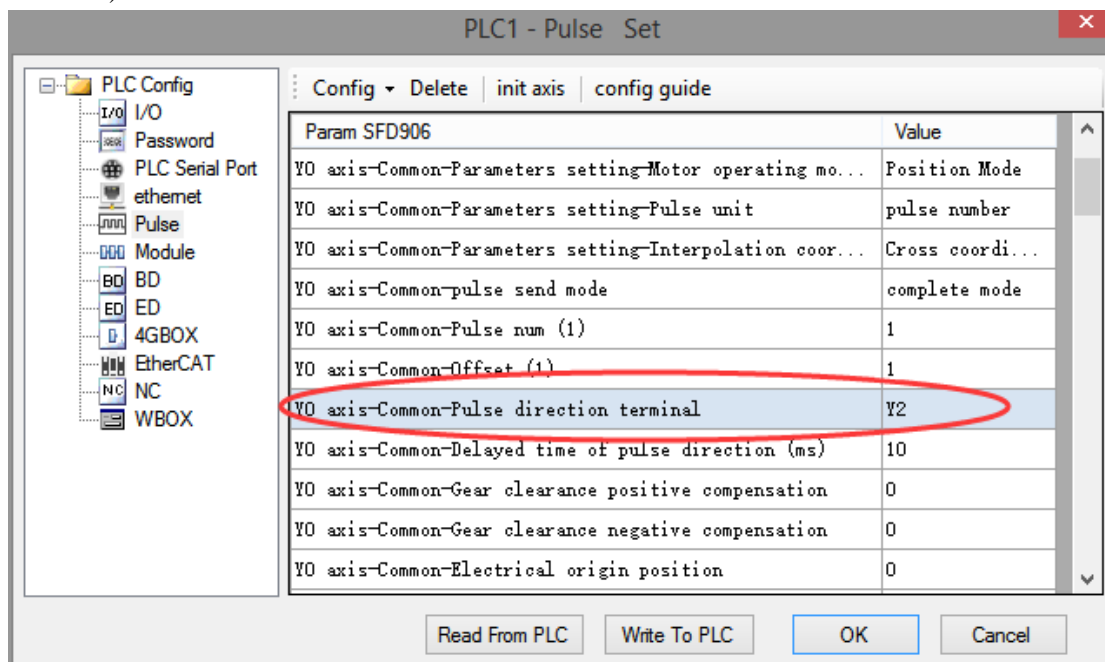 PLC1 - Pulse Set
PLC Config
I/O
I/O
Password
PLC Serial Port
ethernet
Pulse
Module
BD
BD
ED
ED
4GBOX
EtherCAT
NC
NC
WBOX
Config Delete init axis config guide
Param SFD906 Value
Y0 axis-Common-Parameters setting-Motor operating mo... Position Mode
Y0 axis-Common-Parameters setting-Pulse unit pulse number
Y0 axis-Common-Parameters setting-Interpolation coor... Cross coordi...
Y0 axis-Common-pulse send mode complete mode
Y0 axis-Common-Pulse num (1) 1
Y0 axis-Common-Offset (1) 1
Y0 axis-Common-Pulse direction terminal Y2
Y0 axis-Common-Delayed time of pulse direction (ms) 10
Y0 axis-Common-Gear clearance positive compensation 0
Y0 axis-Common-Gear clearance negative compensation 0
Y0 axis-Common-Electrical origin position 0
Read From PLC Write To PLC OK Cancel